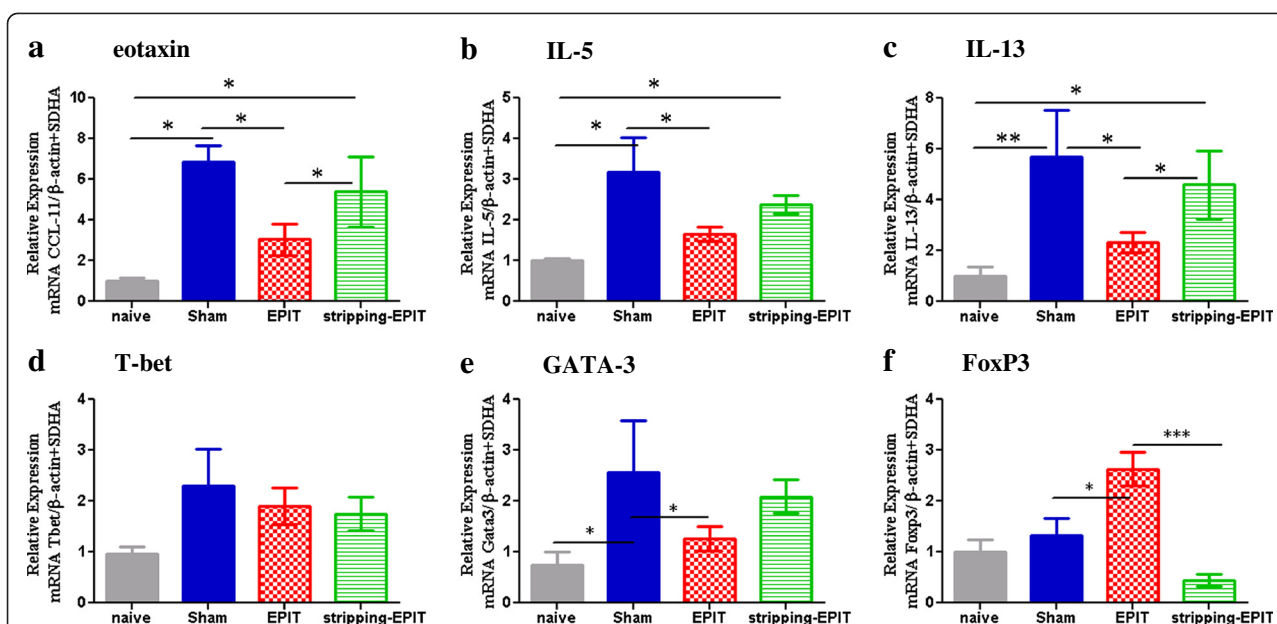 a eotaxin
Relative Expression
mRNA CCL-11/β-actin+SDHA
10
8
6
4
2
0
* * * *
naive Sham EPIT stripping-EPIT
b IL-5
Relative Expression
mRNA IL-5/β-actin+SDHA
5
4
3
2
1
0
* * *
naive Sham EPIT stripping-EPIT
c IL-13
Relative Expression
mRNA IL-13/β-actin+SDHA
8
6
4
2
0
* ** * *
naive Sham EPIT stripping-EPIT
d T-bet
Relative Expression
mRNA Tbet/β-actin+SDHA
4
3
2
1
0
naive Sham EPIT stripping-EPIT
e GATA-3
Relative Expression
mRNA Gata3/β-actin+SDHA
4
3
2
1
0
* *
naive Sham EPIT stripping-EPIT
f FoxP3
Relative Expression
mRNA Foxp3/β-actin+SDHA
4
3
2
1
0
* ***
naive Sham EPIT stripping-EPIT